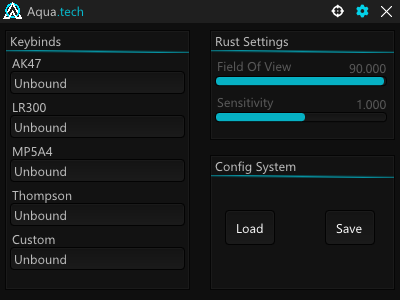 Aqua.tech
Keybinds
AK47
Unbound
LR300
Unbound
MP5A4
Unbound
Thompson
Unbound
Custom
Unbound
Rust Settings
Field Of View 90.000
Sensitivity 1.000
Config System
Load Save